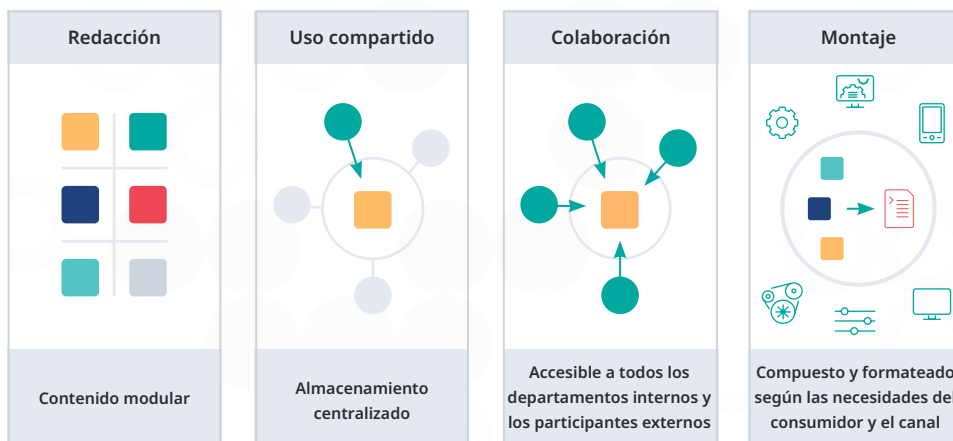 Redacción
Uso compartido
Colaboración
Montaje
Contenido modular
Almacenamiento
centralizado
Accesible a todos los
departamentos internos y
los participantes externos
Compuesto y formateado
según las necesidades del
consumidor y el canal